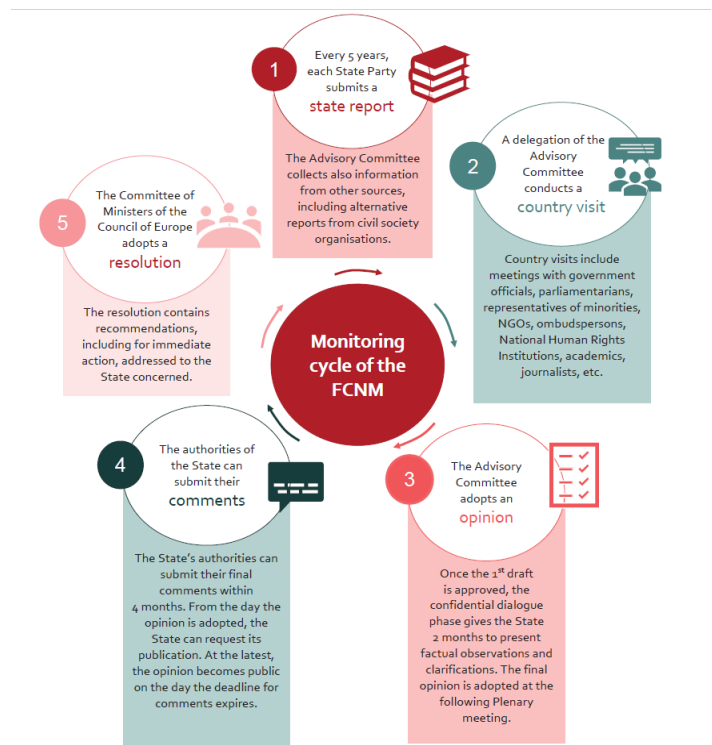 1
Every 5 years,
each State Party
submits a
state report
The Advisory Committee
collects also information
from other sources,
including alternative
reports from civil society
organisations.
2
A delegation of the
Advisory
Committee
conducts a
country visit
Country visits include
meetings with government
officials, parliamentarians,
representatives of minorities,
NGOs, ombudspersons,
National Human Rights
Institutions, academics,
journalists, etc.
3
The Advisory
Committee
adopts an
opinion
Once the 1st draft
is approved, the
confidential dialogue
phase gives the State
2 months to present
factual observations and
clarifications. The final
opinion is adopted at the
following Plenary
meeting.
4
The authorities of
the State can
submit their
comments
The State's authorities can
submit their final
comments within
4 months. From the day the
opinion is adopted, the
State can request its
publication. At the latest,
the opinion becomes public
on the day the deadline for
comments expires.
5
The Committee of
Ministers of the
Council of Europe
adopts a
resolution
The resolution contains
recommendations,
including for immediate
action, addressed to the
State concerned.
Monitoring
cycle of the
FCNM